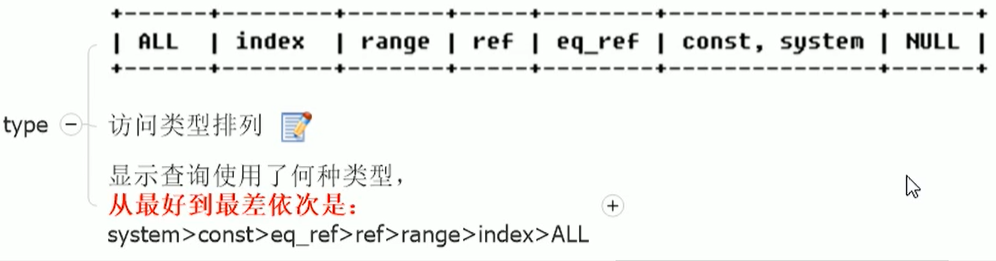 | ALL | index | range | ref | eq_ref | const, system | NULL |
type
访问类型排列
显示查询使用了何种类型，
从最好到最差依次是：
system>const>eq_ref>ref>range>index>ALL